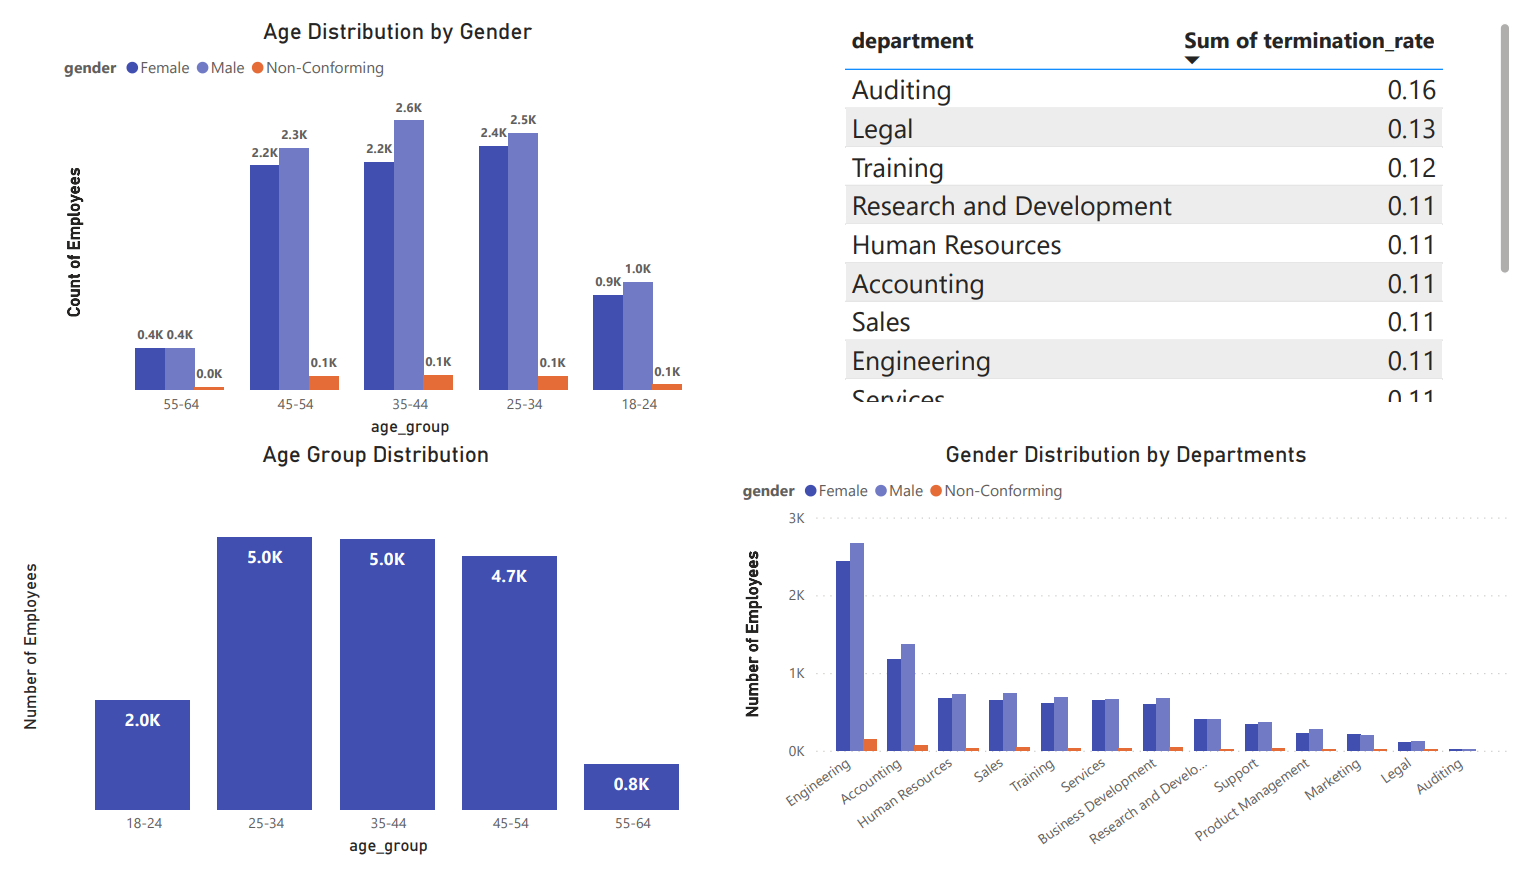 Age Distribution by Gender
gender Female Male Non-Conforming
Count of Employees
0.4K 0.4K 0.0K
2.2K 2.3K 0.1K
2.2K 2.6K 0.1K
2.4K 2.5K 0.1K
0.9K 1.0K 0.1K
55-64 45-54 35-44 25-34 18-24
age_group
department Sum of termination_rate
Auditing 0.16
Legal 0.13
Training 0.12
Research and Development 0.11
Human Resources 0.11
Accounting 0.11
Sales 0.11
Engineering 0.11
Services 0.11
Age Group Distribution
Number of Employees
2.0K 5.0K 5.0K 4.7K 0.8K
18-24 25-34 35-44 45-54 55-64
age_group
Gender Distribution by Departments
gender Female Male Non-Conforming
Number of Employees
3K
2K
1K
0K
Engineering
Accounting
Human Resources
Sales
Training
Services
Business Development
Research and Develo...
Support
Product Management
Marketing
Legal
Auditing